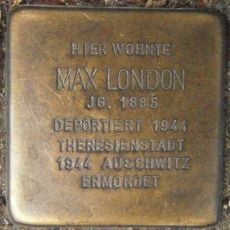 HIER WOHNTE
MAX LONDON
JG. 1885
DEPORTIERT 1944
THERESIENSTADT
1944 AUSCHWITZ
ERMORDET